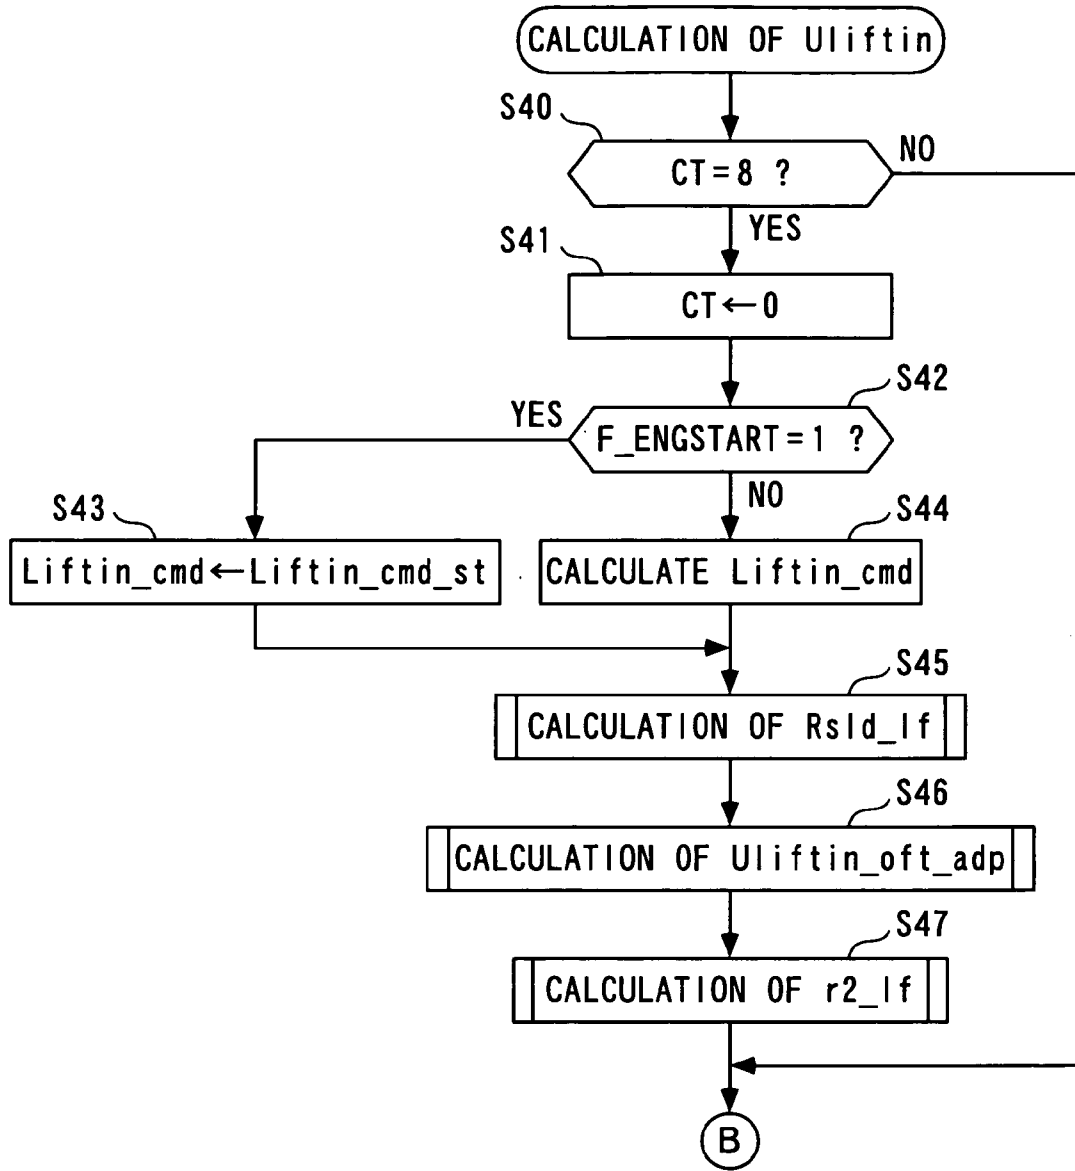 CALCULATION OF Uliftin
S40
CT=8 ?
NO
YES
S41
CT←0
S42
YES
F_ENGSTART=1 ?
NO
S43
Liftin_cmd←Liftin_cmd_st
S44
CALCULATE Liftin_cmd
S45
CALCULATION OF Rsld_lf
S46
CALCULATION OF Uliftin_oft_adp
S47
CALCULATION OF r2_lf
B